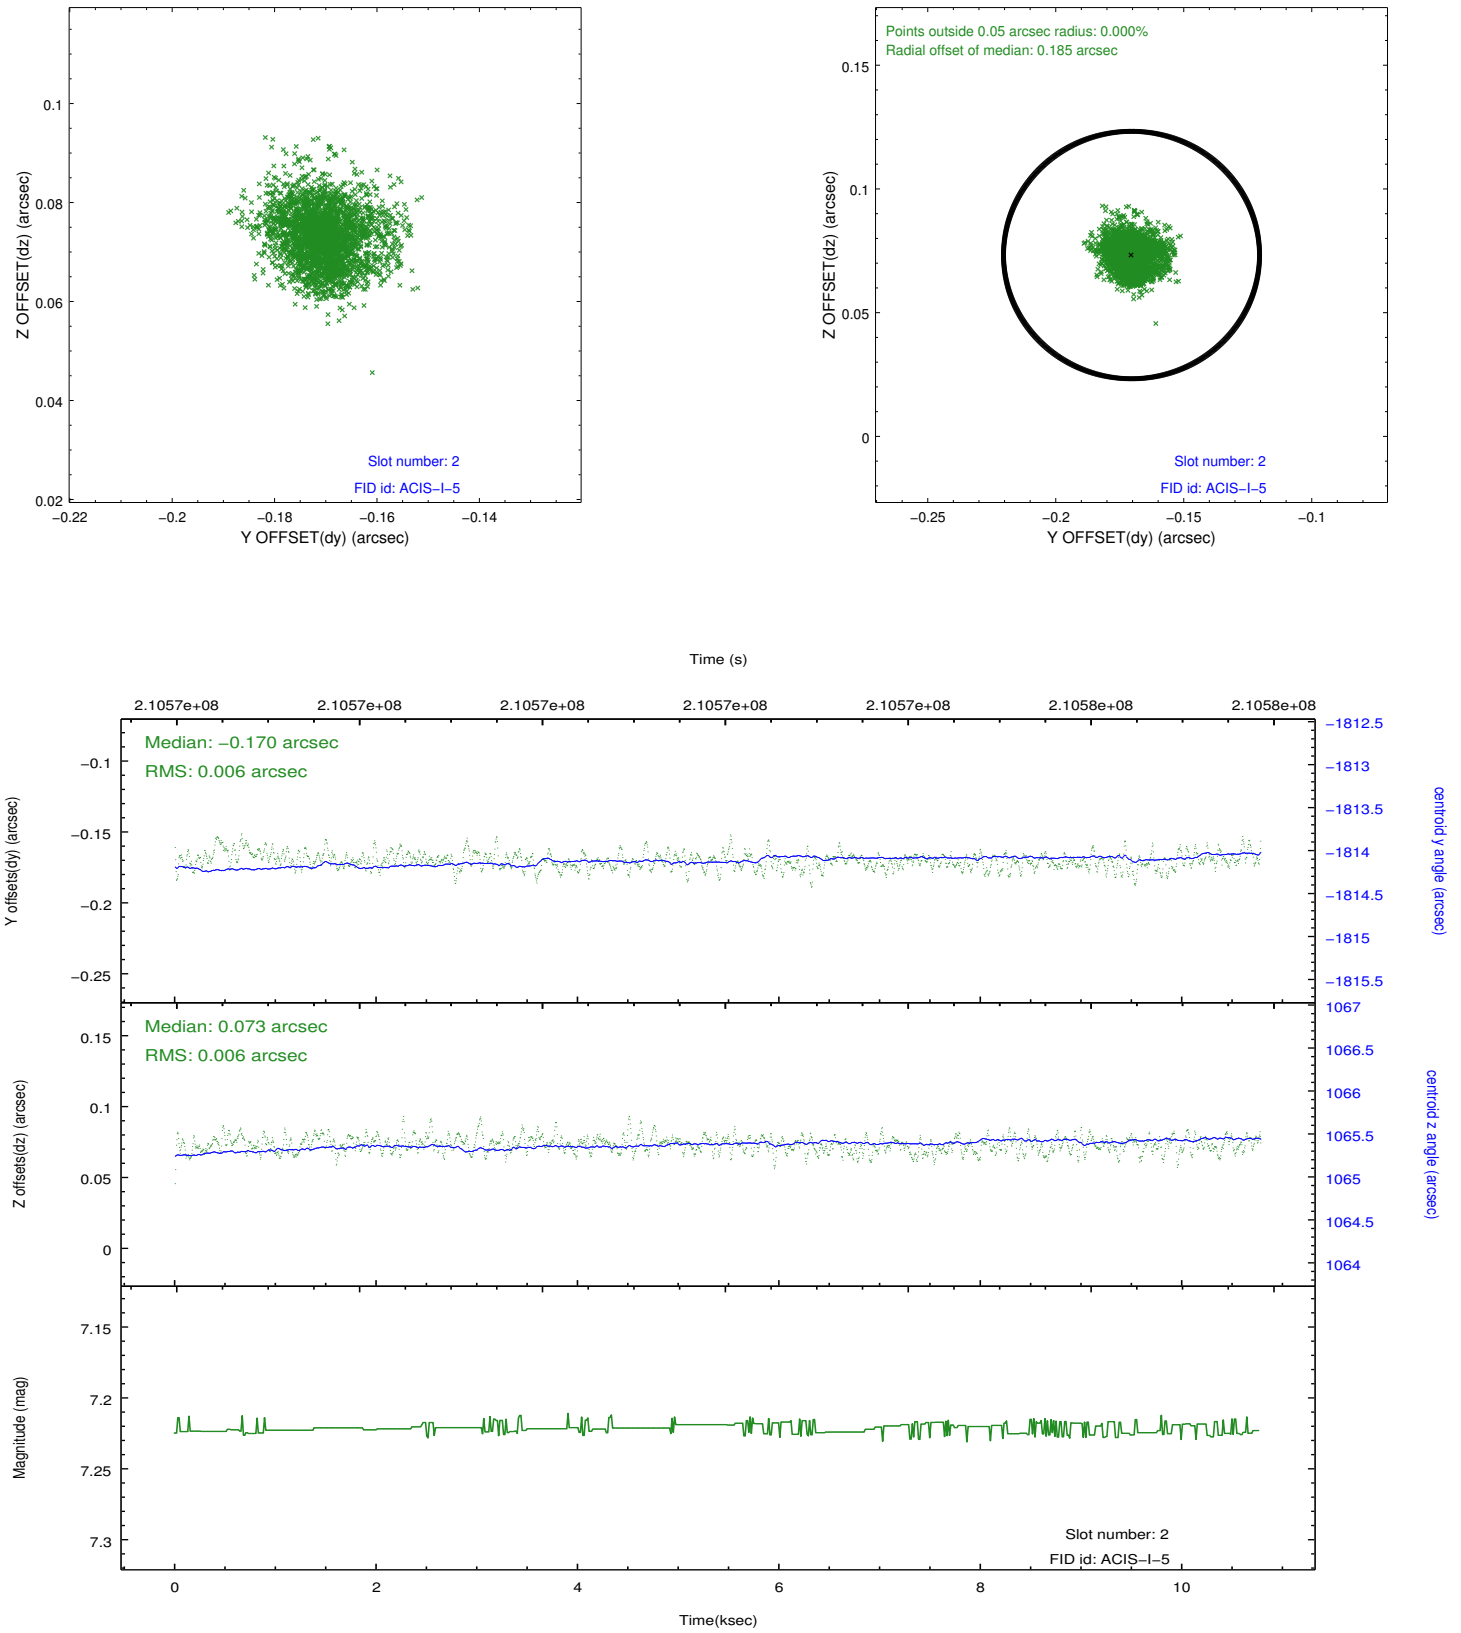 0.1
0.08
0.06
0.04
0.02
Z OFFSET(dz) (arcsec)
Slot number: 2
FID id: ACIS−I−5
−0.22
−0.2
−0.18
−0.16
−0.14
Y OFFSET(dy) (arcsec)
Points outside 0.05 arcsec radius: 0.000%
Radial offset of median: 0.185 arcsec
0.15
0.1
0.05
0
Z OFFSET(dz) (arcsec)
Slot number: 2
FID id: ACIS−I−5
−0.25
−0.2
−0.15
−0.1
Y OFFSET(dy) (arcsec)
Time (s)
2.1057e+08
2.1057e+08
2.1057e+08
2.1057e+08
2.1057e+08
2.1058e+08
2.1058e+08
Median: −0.170 arcsec
RMS: 0.006 arcsec
−0.1
−0.15
−0.2
−0.25
Y offsets(dy) (arcsec)
−1812.5
−1813
−1813.5
−1814
−1814.5
−1815
−1815.5
centroid y angle (arcsec)
Median: 0.073 arcsec
RMS: 0.006 arcsec
0.15
0.1
0.05
0
Z offsets(dz) (arcsec)
1067
1066.5
1066
1065.5
1065
1064.5
1064
centroid z angle (arcsec)
7.15
7.2
7.25
7.3
Magnitude (mag)
Slot number: 2
FID id: ACIS−I−5
0
2
4
6
8
10
Time(ksec)